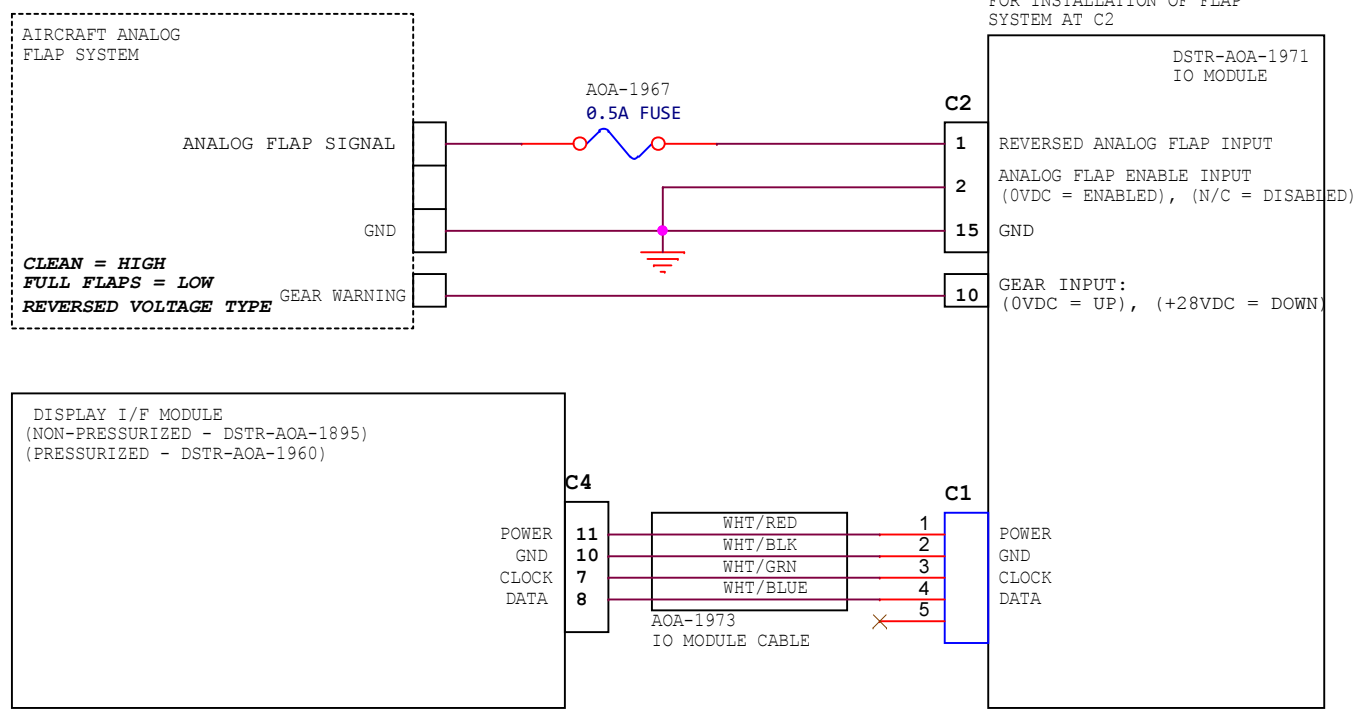 FOR INSTALLATION OF FLAP
SYSTEM AT C2
AIRCRAFT ANALOG
FLAP SYSTEM
DSTR-AOA-1971
IO MODULE
AOA-1967
0.5A FUSE
C2
ANALOG FLAP SIGNAL
1
REVERSED ANALOG FLAP INPUT
2
ANALOG FLAP ENABLE INPUT
(0VDC = ENABLED), (N/C = DISABLED)
GND
15
GND
CLEAN = HIGH
FULL FLAPS = LOW
REVERSED VOLTAGE TYPE
GEAR WARNING
10
GEAR INPUT:
(0VDC = UP), (+28VDC = DOWN)
DISPLAY I/F MODULE
(NON-PRESSURIZED - DSTR-AOA-1895)
(PRESSURIZED - DSTR-AOA-1960)
C4
C1
POWER 11 WHT/RED 1 POWER
GND 10 WHT/BLK 2 GND
CLOCK 7 WHT/GRN 3 CLOCK
DATA 8 WHT/BLUE 4 DATA
5
AOA-1973
IO MODULE CABLE